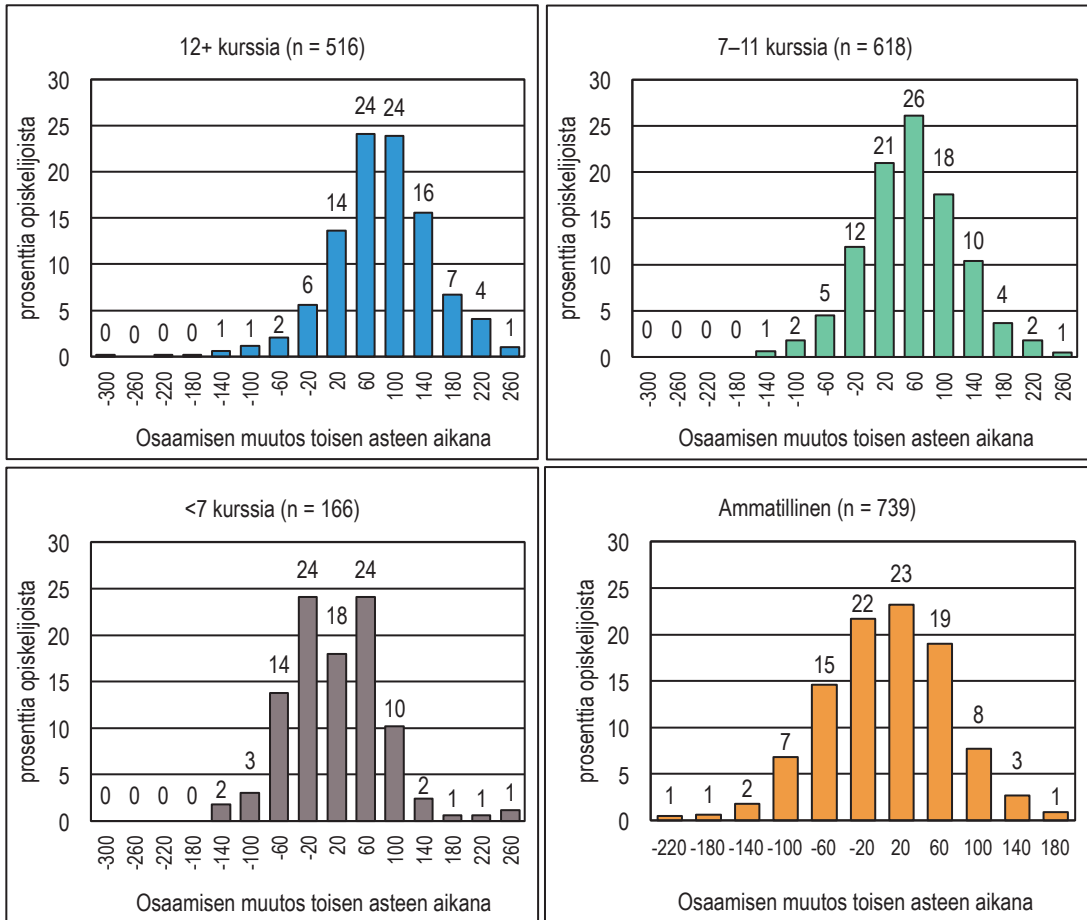 12+ kurssia (n = 516)
prosenttia opiskelijoista
30
25
20
15
10
5
0
0 0 0 0 1 1 2 6 14 24 24 16 7 4 1
-300 -260 -220 -180 -140 -100 -60 -20 20 60 100 140 180 220 260
Osaamisen muutos toisen asteen aikana
7–11 kurssia (n = 618)
prosenttia opiskelijoista
30
25
20
15
10
5
0
0 0 0 0 1 2 5 12 21 26 18 10 4 2 1
-300 -260 -220 -180 -140 -100 -60 -20 20 60 100 140 180 220 260
Osaamisen muutos toisen asteen aikana
<7 kurssia (n = 166)
prosenttia opiskelijoista
30
25
20
15
10
5
0
0 0 0 0 2 3 14 24 18 24 10 2 1 1 1
-300 -260 -220 -180 -140 -100 -60 -20 20 60 100 140 180 220 260
Osaamisen muutos toisen asteen aikana
Ammatillinen (n = 739)
prosenttia opiskelijoista
30
25
20
15
10
5
0
1 1 2 7 15 22 23 19 8 3 1
-220 -180 -140 -100 -60 -20 20 60 100 140 180
Osaamisen muutos toisen asteen aikana